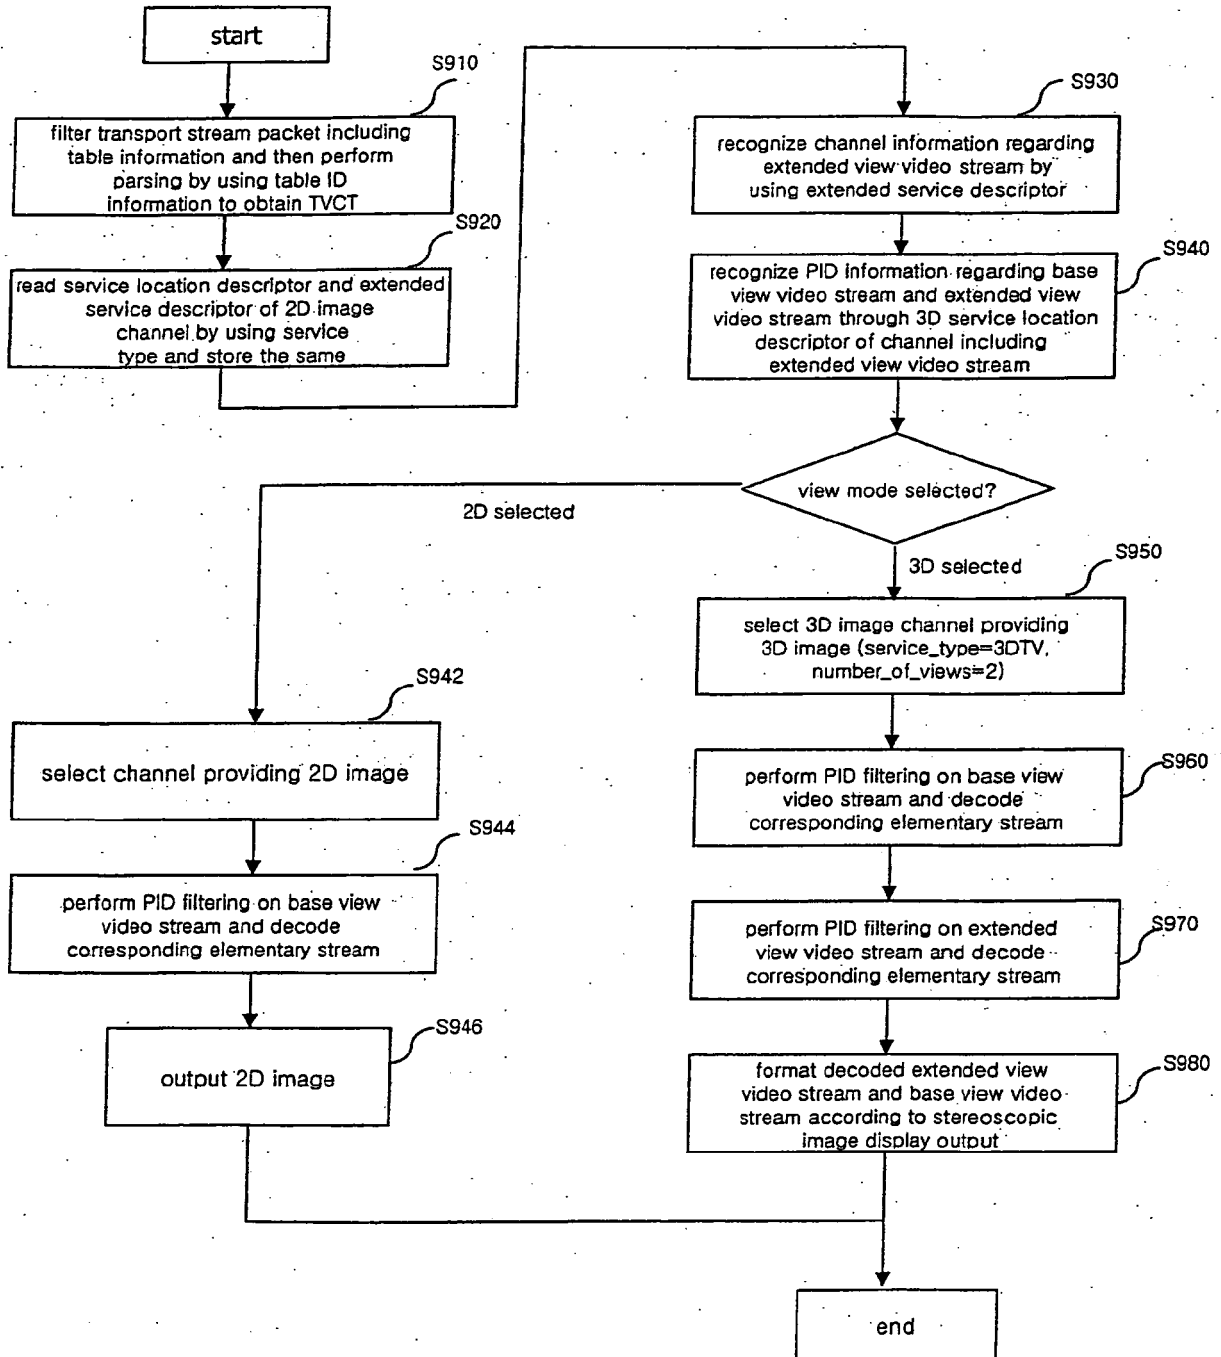 start
S910
filter transport stream packet including
table information and then perform
parsing by using table ID
information to obtain TVCT
S920
read service location descriptor and extended
service descriptor of 2D image
channel by using service
type and store the same
S930
recognize channel information regarding
extended view video stream by
using extended service descriptor
S940
recognize PID information regarding base
view video stream and extended view
video stream through 3D service location
descriptor of channel including
extended view video stream
view mode selected?
2D selected
3D selected
S942
select channel providing 2D image
S944
perform PID filtering on base view
video stream and decode
corresponding elementary stream
S946
output 2D image
S950
select 3D image channel providing
3D image (service_type=3DTV,
number_of_views=2)
S960
perform PID filtering on base view
video stream and decode
corresponding elementary stream
S970
perform PID filtering on extended
view video stream and decode
corresponding elementary stream
S980
format decoded extended view
video stream and base view video
stream according to stereoscopic
image display output
end